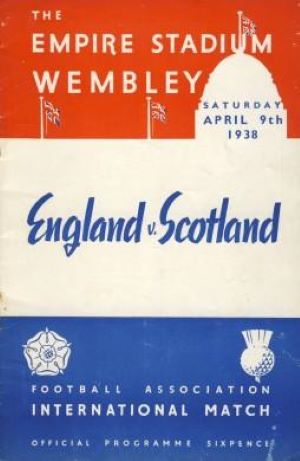 THE
EMPIRE STADIUM
WEMBLEY
SATURDAY
APRIL 9th
1938
England v. Scotland
FOOTBALL ASSOCIATION
INTERNATIONAL MATCH
OFFICIAL PROGRAMME SIXPENCE